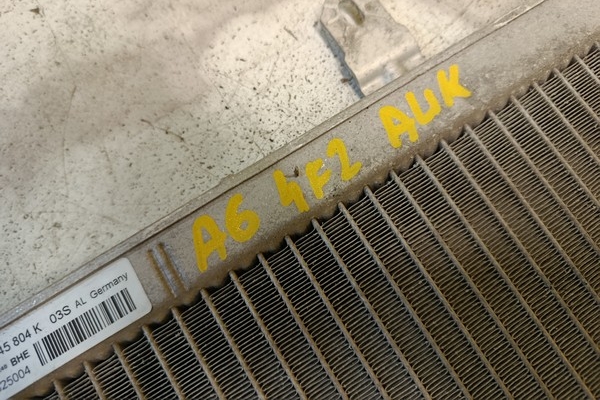 A6 4F2 AUK
45 804 K 03S AL Germany
BHE
25004